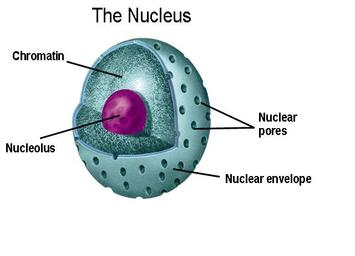 The Nucleus
Chromatin
Nuclear
pores
Nucleolus
Nuclear envelope